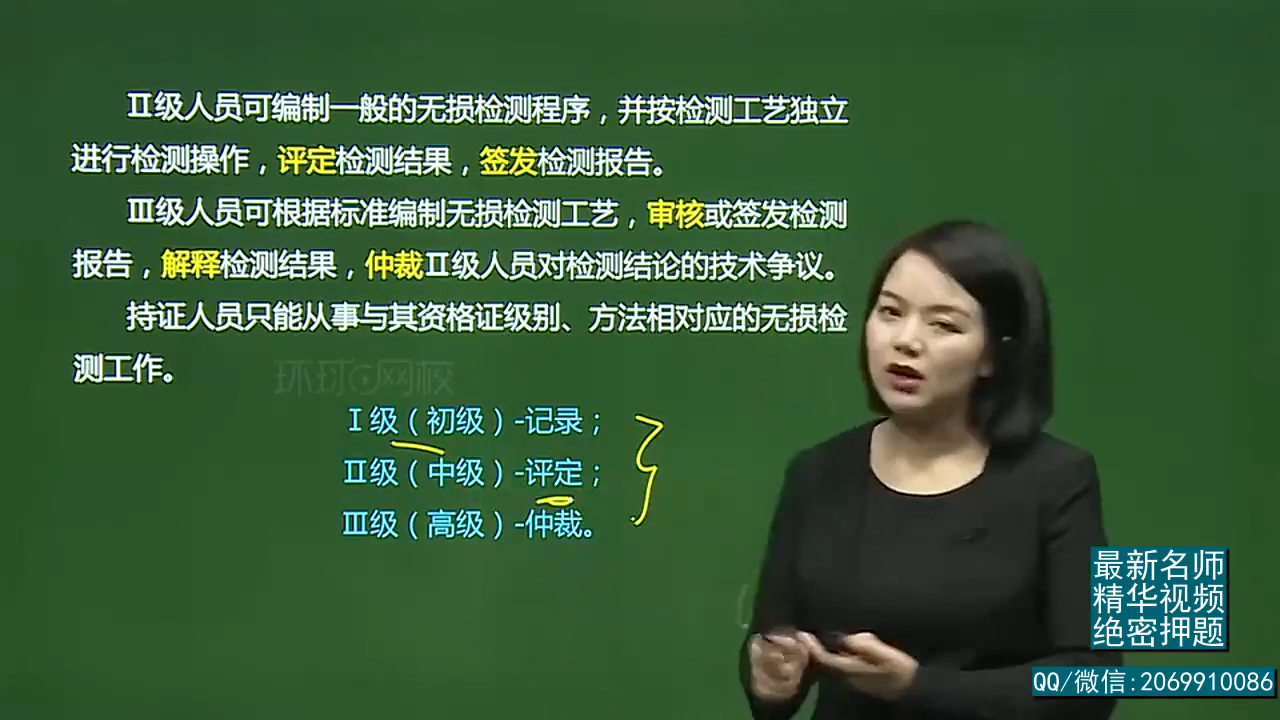 Ⅱ级人员可编制一般的无损检测程序，并按检测工艺独立
进行检测操作，评定检测结果，签发检测报告。
Ⅲ级人员可根据标准编制无损检测工艺，审核或签发检测
报告，解释检测结果，仲裁Ⅱ级人员对检测结论的技术争议。
持证人员只能从事与其资格证级别、方法相对应的无损检
测工作。
环球网校
Ⅰ级（初级）-记录；
Ⅱ级（中级）-评定；
Ⅲ级（高级）-仲裁。
最新名师
精华视频
绝密押题
QQ/微信:2069910086